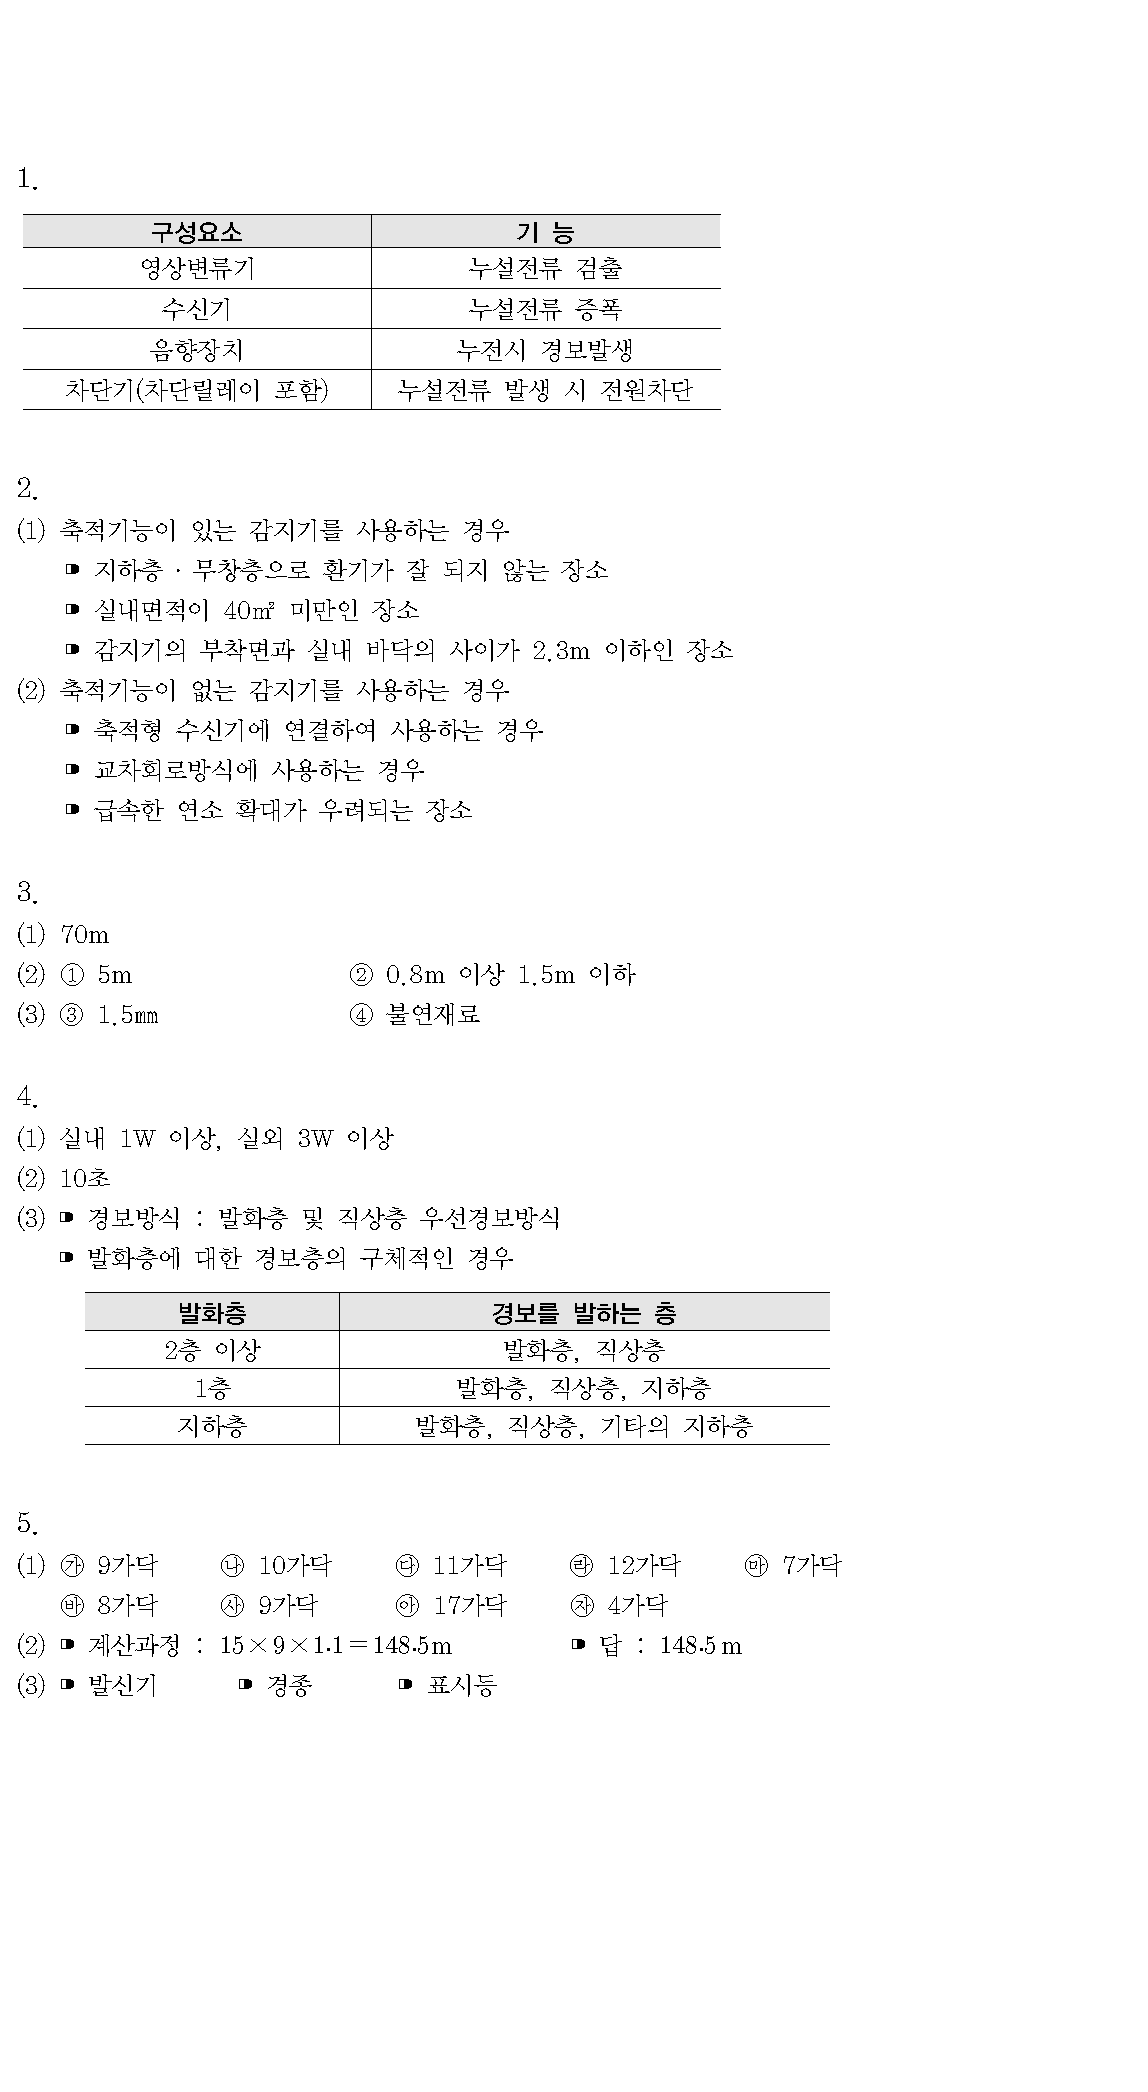 1.
구성요소 기 능
영상변류기 누설전류 검출
수신기 누설전류 증폭
음향장치 누전시 경보발생
차단기(차단릴레이 포함) 누설전류 발생 시 전원차단
2.
(1) 축적기능이 있는 감지기를 사용하는 경우
지하층 · 무창층으로 환기가 잘 되지 않는 장소
실내면적이 40㎡ 미만인 장소
감지기의 부착면과 실내 바닥의 사이가 2.3m 이하인 장소
(2) 축적기능이 없는 감지기를 사용하는 경우
축적형 수신기에 연결하여 사용하는 경우
교차회로방식에 사용하는 경우
급속한 연소 확대가 우려되는 장소
3.
(1) 70m
(2) ① 5m ② 0.8m 이상 1.5m 이하
(3) ③ 1.5㎜ ④ 불연재료
4.
(1) 실내 1W 이상, 실외 3W 이상
(2) 10초
(3) 경보방식 : 발화층 및 직상층 우선경보방식
발화층에 대한 경보층의 구체적인 경우
발화층 경보를 발하는 층
2층 이상 발화층, 직상층
1층 발화층, 직상층, 지하층
지하층 발화층, 직상층, 기타의 지하층
5.
(1) ㉮ 9가닥 ㉯ 10가닥 ㉰ 11가닥 ㉱ 12가닥 ㉲ 7가닥
㉳ 8가닥 ㉴ 9가닥 ㉵ 17가닥 ㉶ 4가닥
(2) 계산과정 : 15×9×1.1=148.5m 답 : 148.5m
(3) 발신기 경종 표시등